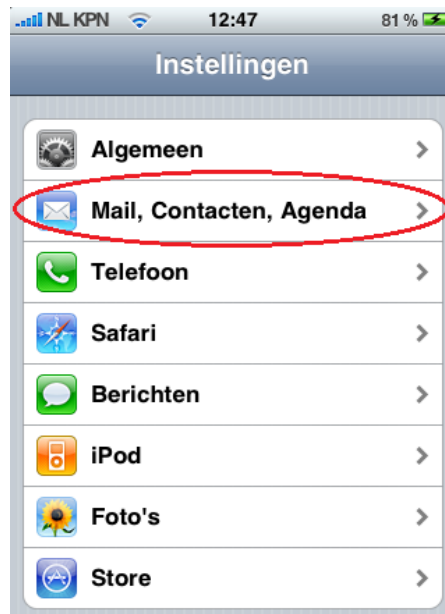 NL KPN 12:47 81 %
Instellingen
Algemeen
Mail, Contacten, Agenda
Telefoon
Safari
Berichten
iPod
Foto's
Store